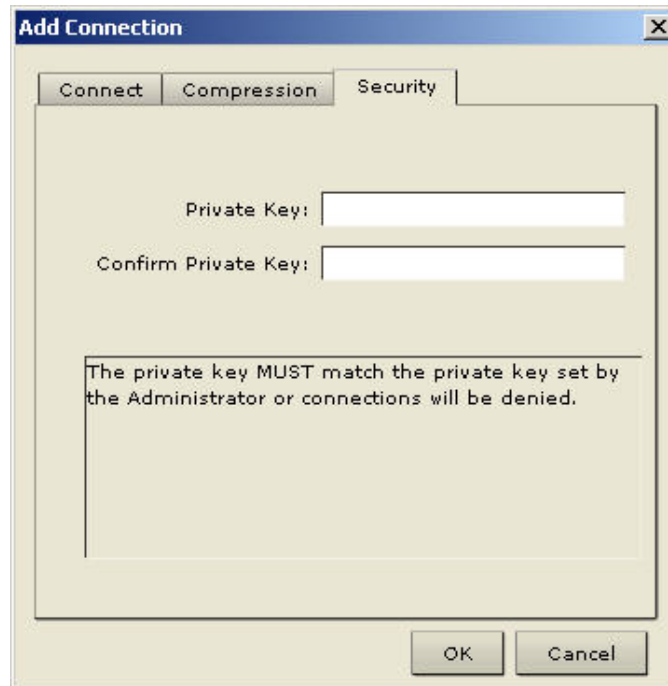 Add Connection
Connect Compression Security
Private Key:
Confirm Private Key:
The private key MUST match the private key set by
the Administrator or connections will be denied.
OK Cancel